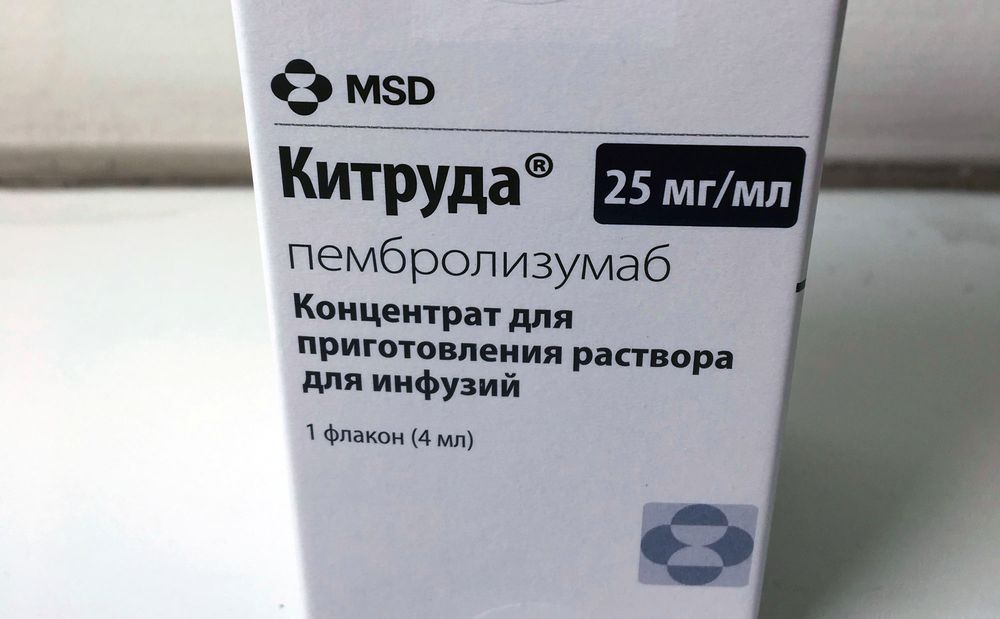 MSD
Китруда® 25 мг/мл
пембролизумаб
Концентрат для
приготовления раствора
для инфузий
1 флакон (4 мл)